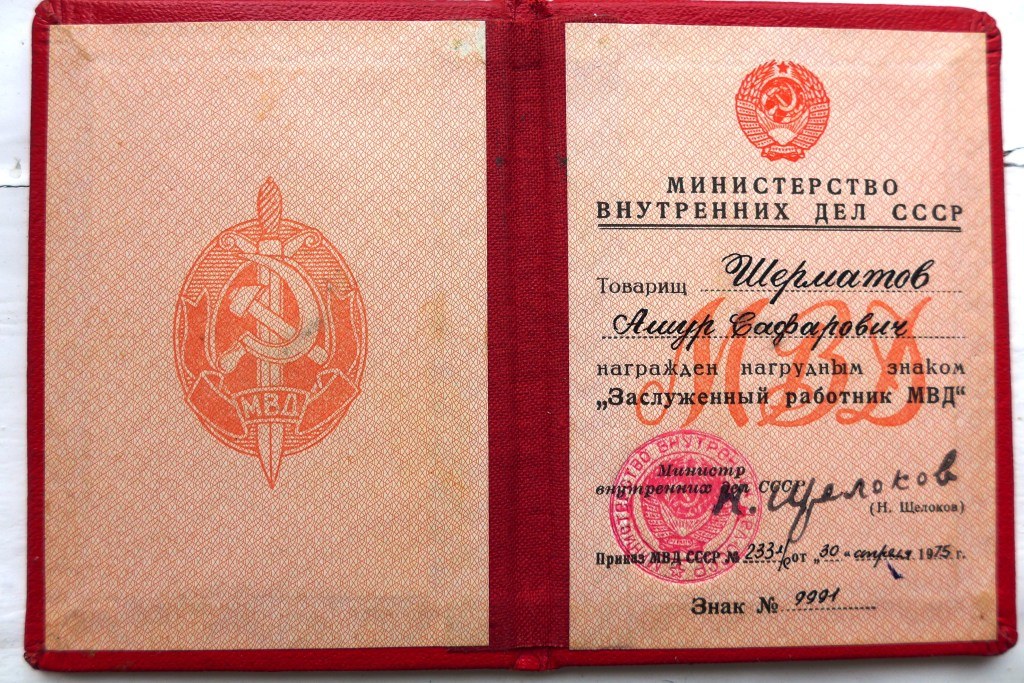 МВД
МИНИСТЕРСТВО
ВНУТРЕННИХ ДЕЛ СССР
Товарищ Шерматов
Ашур Сафарович
МВД
награжден нагрудным знаком
„Заслуженный работник МВД“
Министр
внутренних дел СССР Н. Щелоков
(Н. Щелоков)
Приказ МВД СССР № 233 л/с от „30“ апреля 1975 г.
Знак № 9991